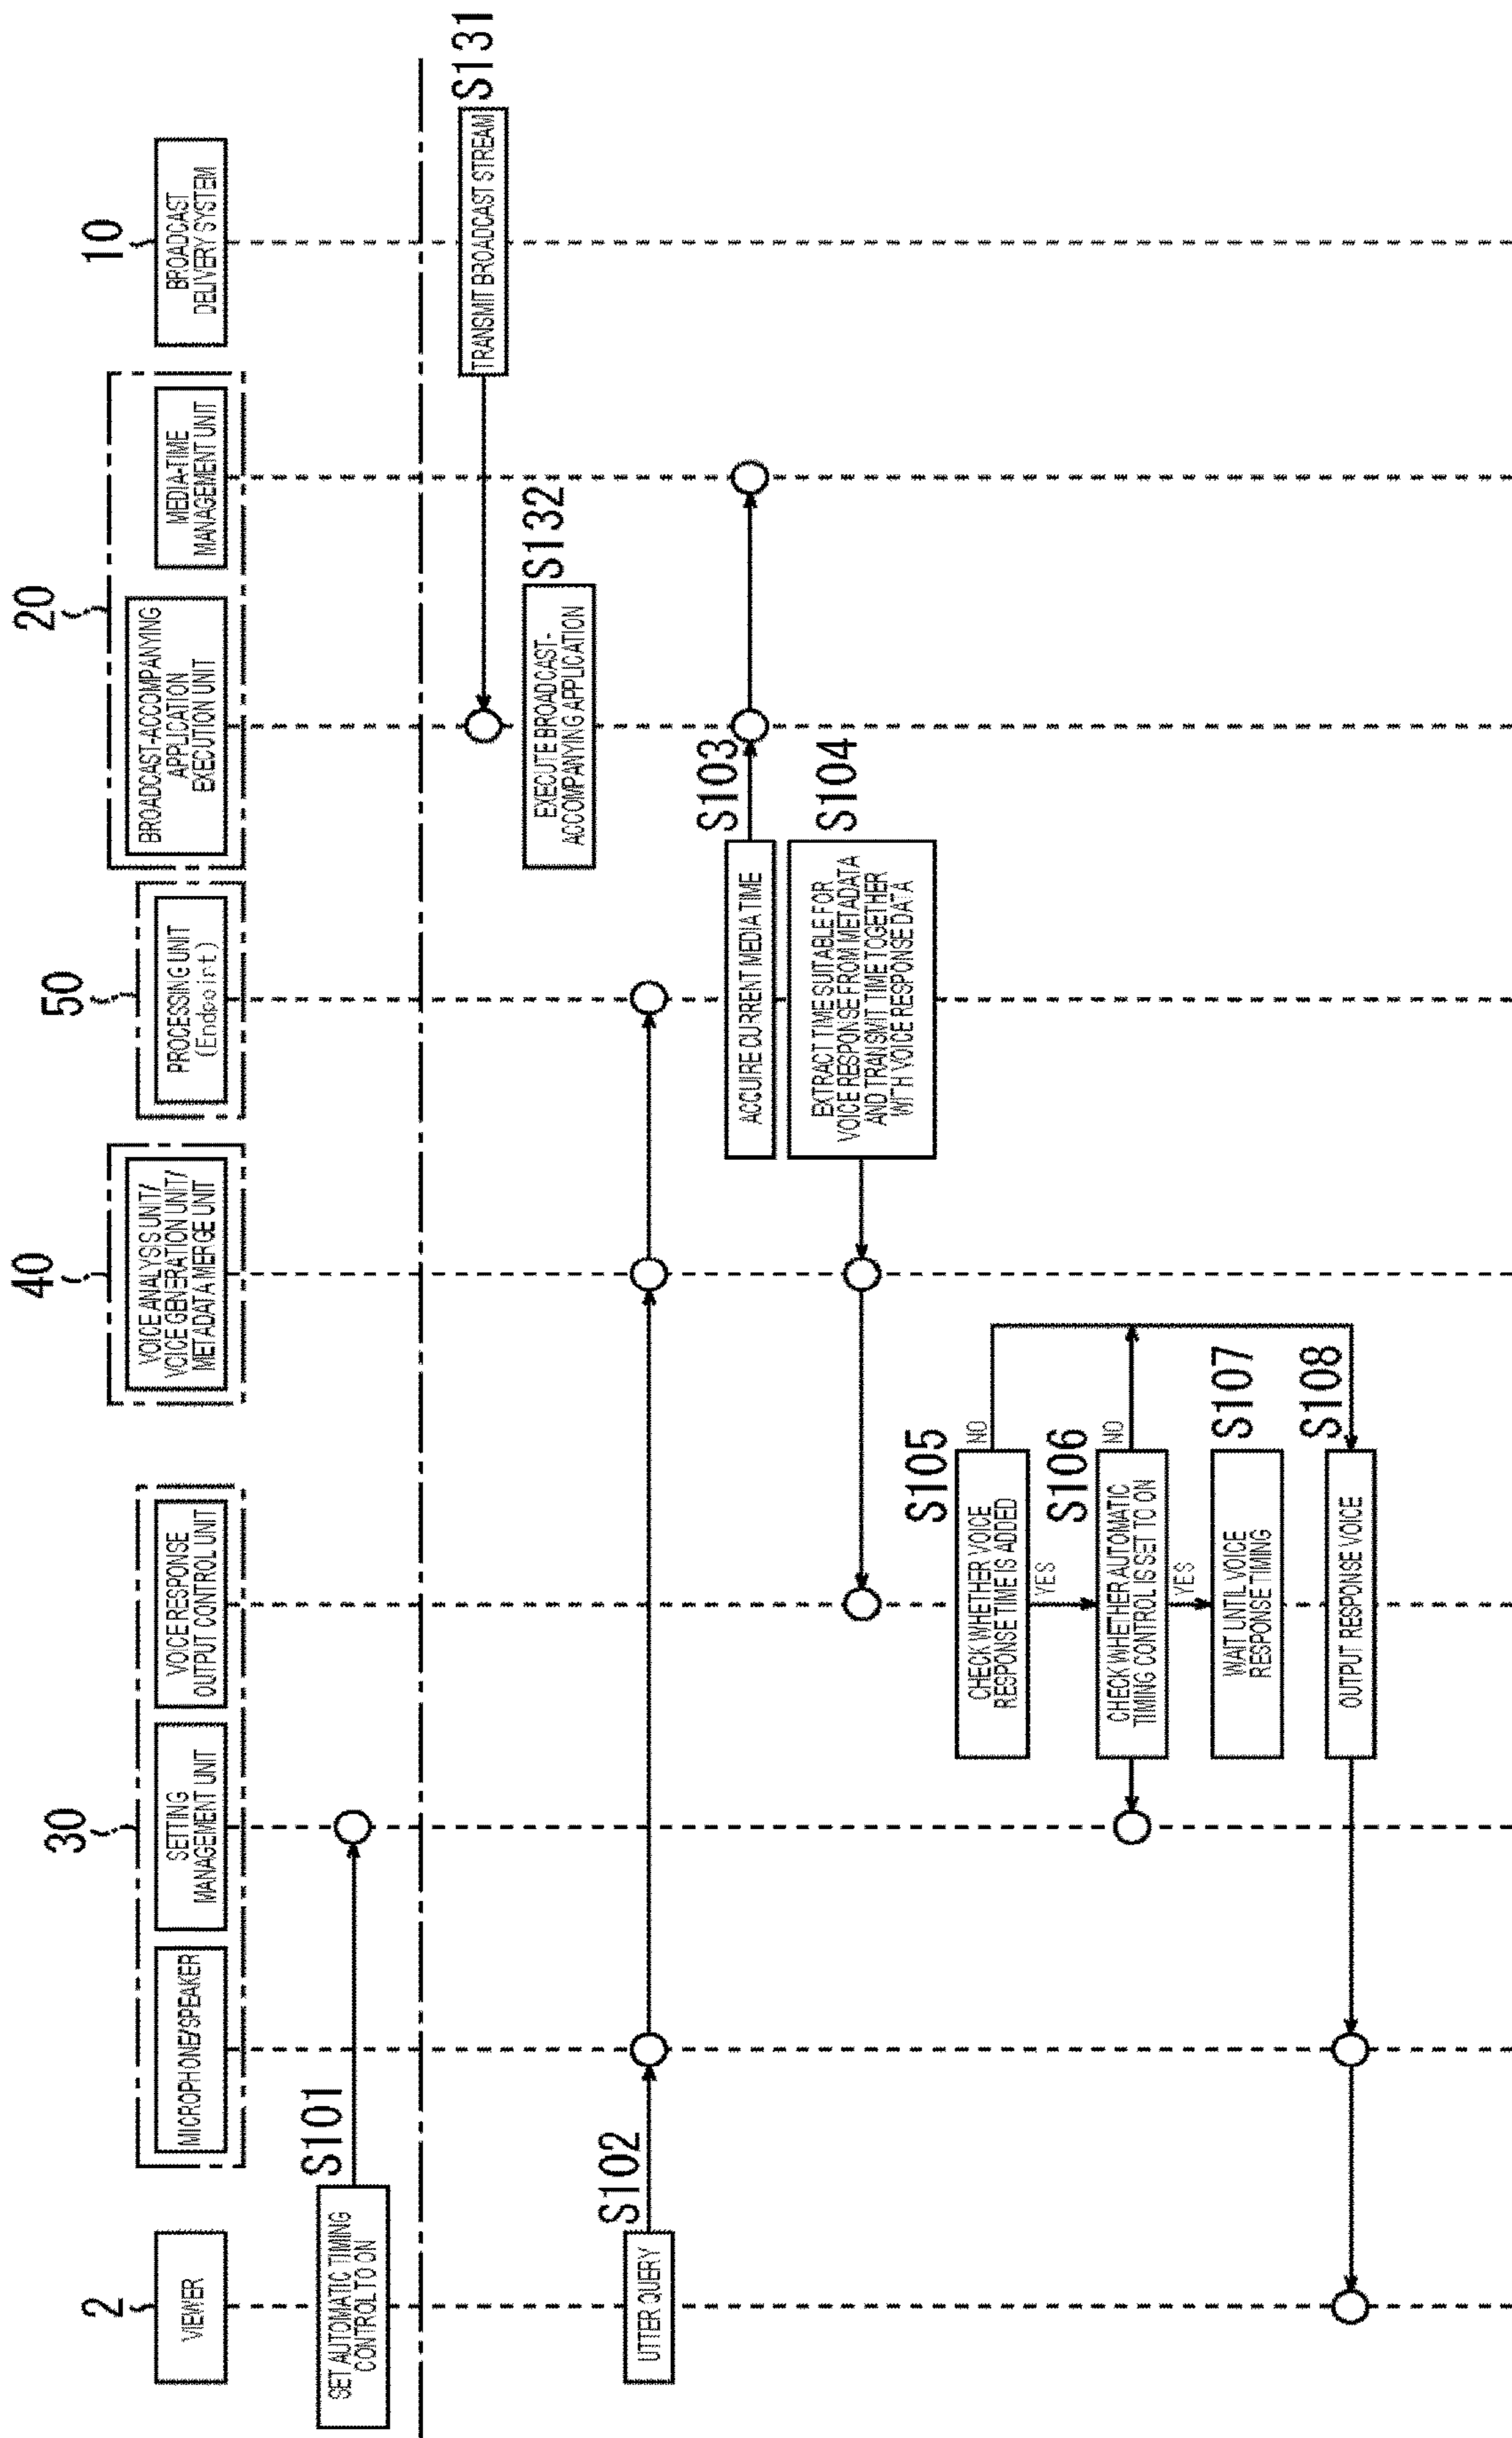 2
VIEWER
30
MICROPHONE/SPEAKER
SETTING
MANAGEMENT UNIT
VOICE RESPONSE
OUTPUT CONTROL UNIT
40
VOICE ANALYSIS UNIT/
VOICE GENERATION UNIT/
METADATA MERGE UNIT
50
PROCESSING UNIT
(Endpoint)
20
BROADCAST-ACCOMPANYING
APPLICATION
EXECUTION UNIT
MEDIA-TIME
MANAGEMENT UNIT
10
BROADCAST
DELIVERY SYSTEM
S101
SET AUTOMATIC TIMING
CONTROL TO ON
S131
TRANSMIT BROADCAST STREAM
S132
EXECUTE BROADCAST-
ACCOMPANYING APPLICATION
S102
UTTER QUERY
S103
ACQUIRE CURRENT MEDIA TIME
S104
EXTRACT TIME SUITABLE FOR
VOICE RESPONSE FROM METADATA
AND TRANSMIT TIME TOGETHER
WITH VOICE RESPONSE DATA
S105
CHECK WHETHER VOICE
RESPONSE TIME IS ADDED
NO
YES
S106
CHECK WHETHER AUTOMATIC
TIMING CONTROL IS SET TO ON
NO
YES
S107
WAIT UNTIL VOICE
RESPONSE TIMING
S108
OUTPUT RESPONSE VOICE